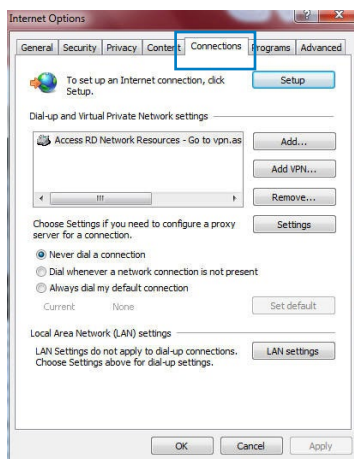 Internet Options
General Security Privacy Content Connections Programs Advanced
To set up an Internet connection, click
Setup.
Setup
Dial-up and Virtual Private Network settings
Access RD Network Resources - Go to vpn.as
Add...
Add VPN...
Remove...
Choose Settings if you need to configure a proxy
server for a connection.
Settings
Never dial a connection
Dial whenever a network connection is not present
Always dial my default connection
Current None
Set default
Local Area Network (LAN) settings
LAN Settings do not apply to dial-up connections.
Choose Settings above for dial-up settings.
LAN settings
OK Cancel Apply